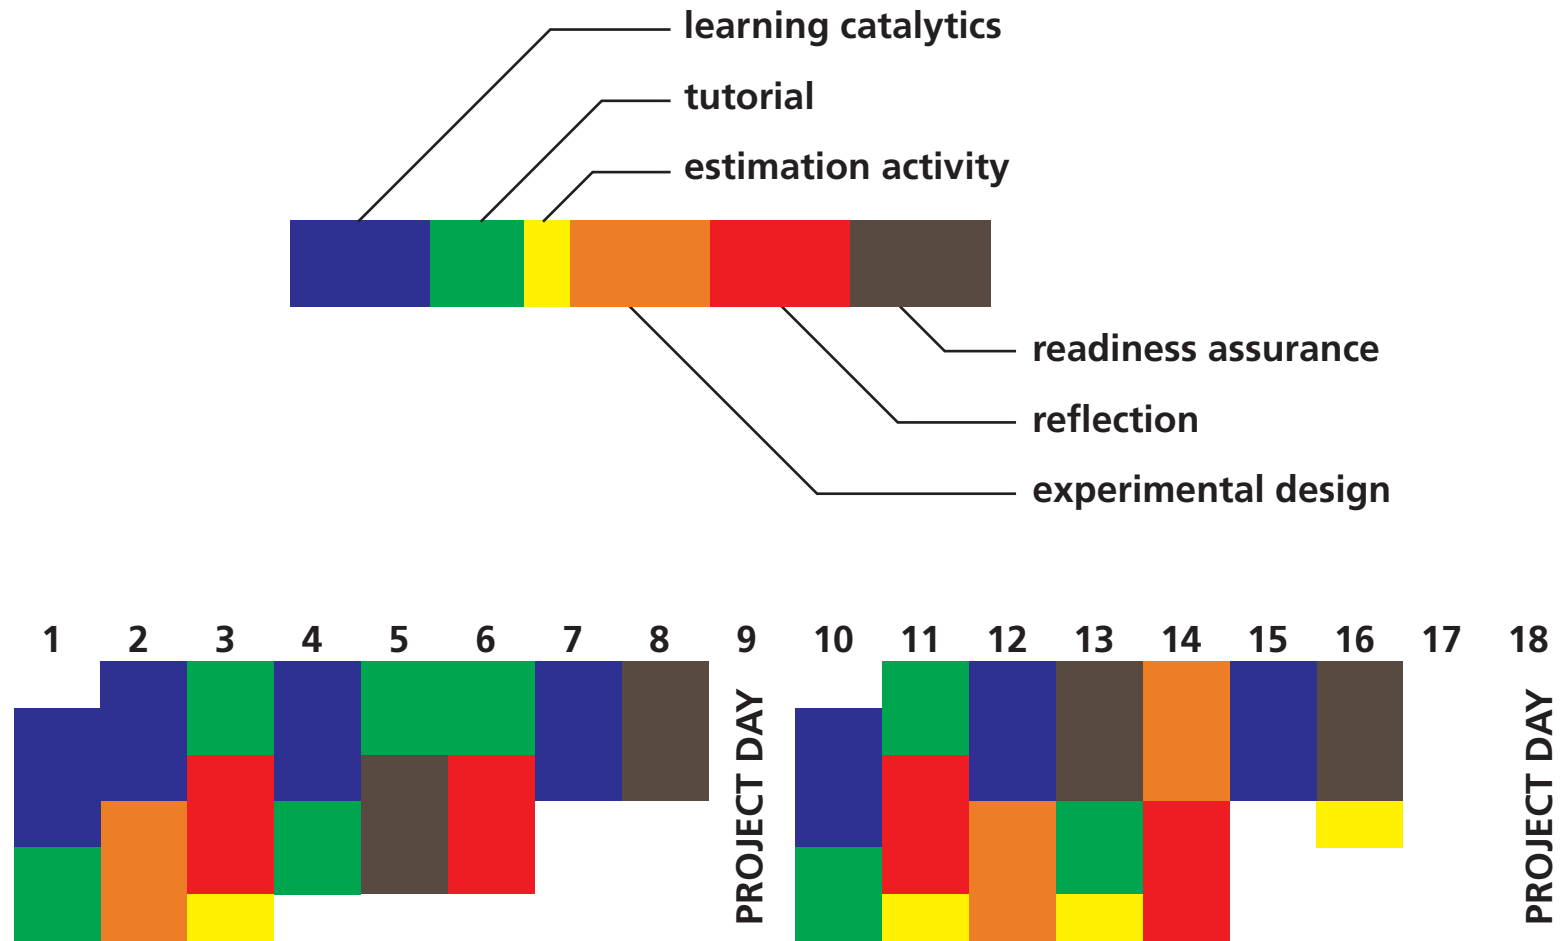 learning catalytics
tutorial
estimation activity
readiness assurance
reflection
experimental design
1 2 3 4 5 6 7 8 9 10 11 12 13 14 15 16 17 18
PROJECT DAY
PROJECT DAY